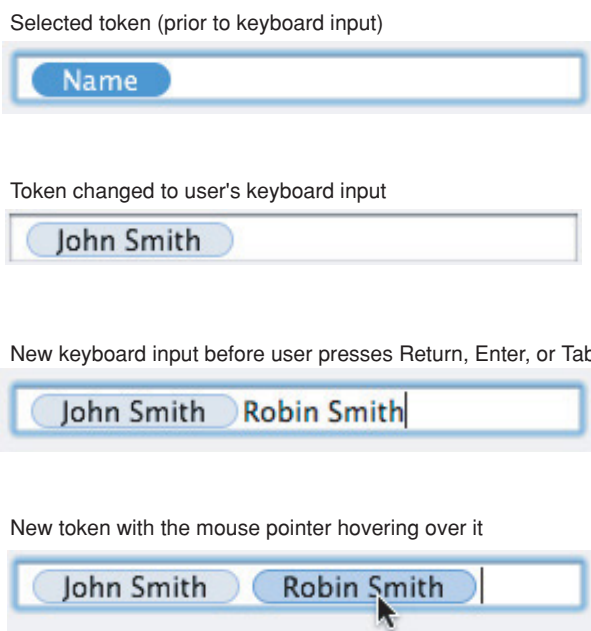 Selected token (prior to keyboard input)
Name
Token changed to user's keyboard input
John Smith
New keyboard input before user presses Return, Enter, or Tab
John Smith Robin Smith
New token with the mouse pointer hovering over it
John Smith Robin Smith